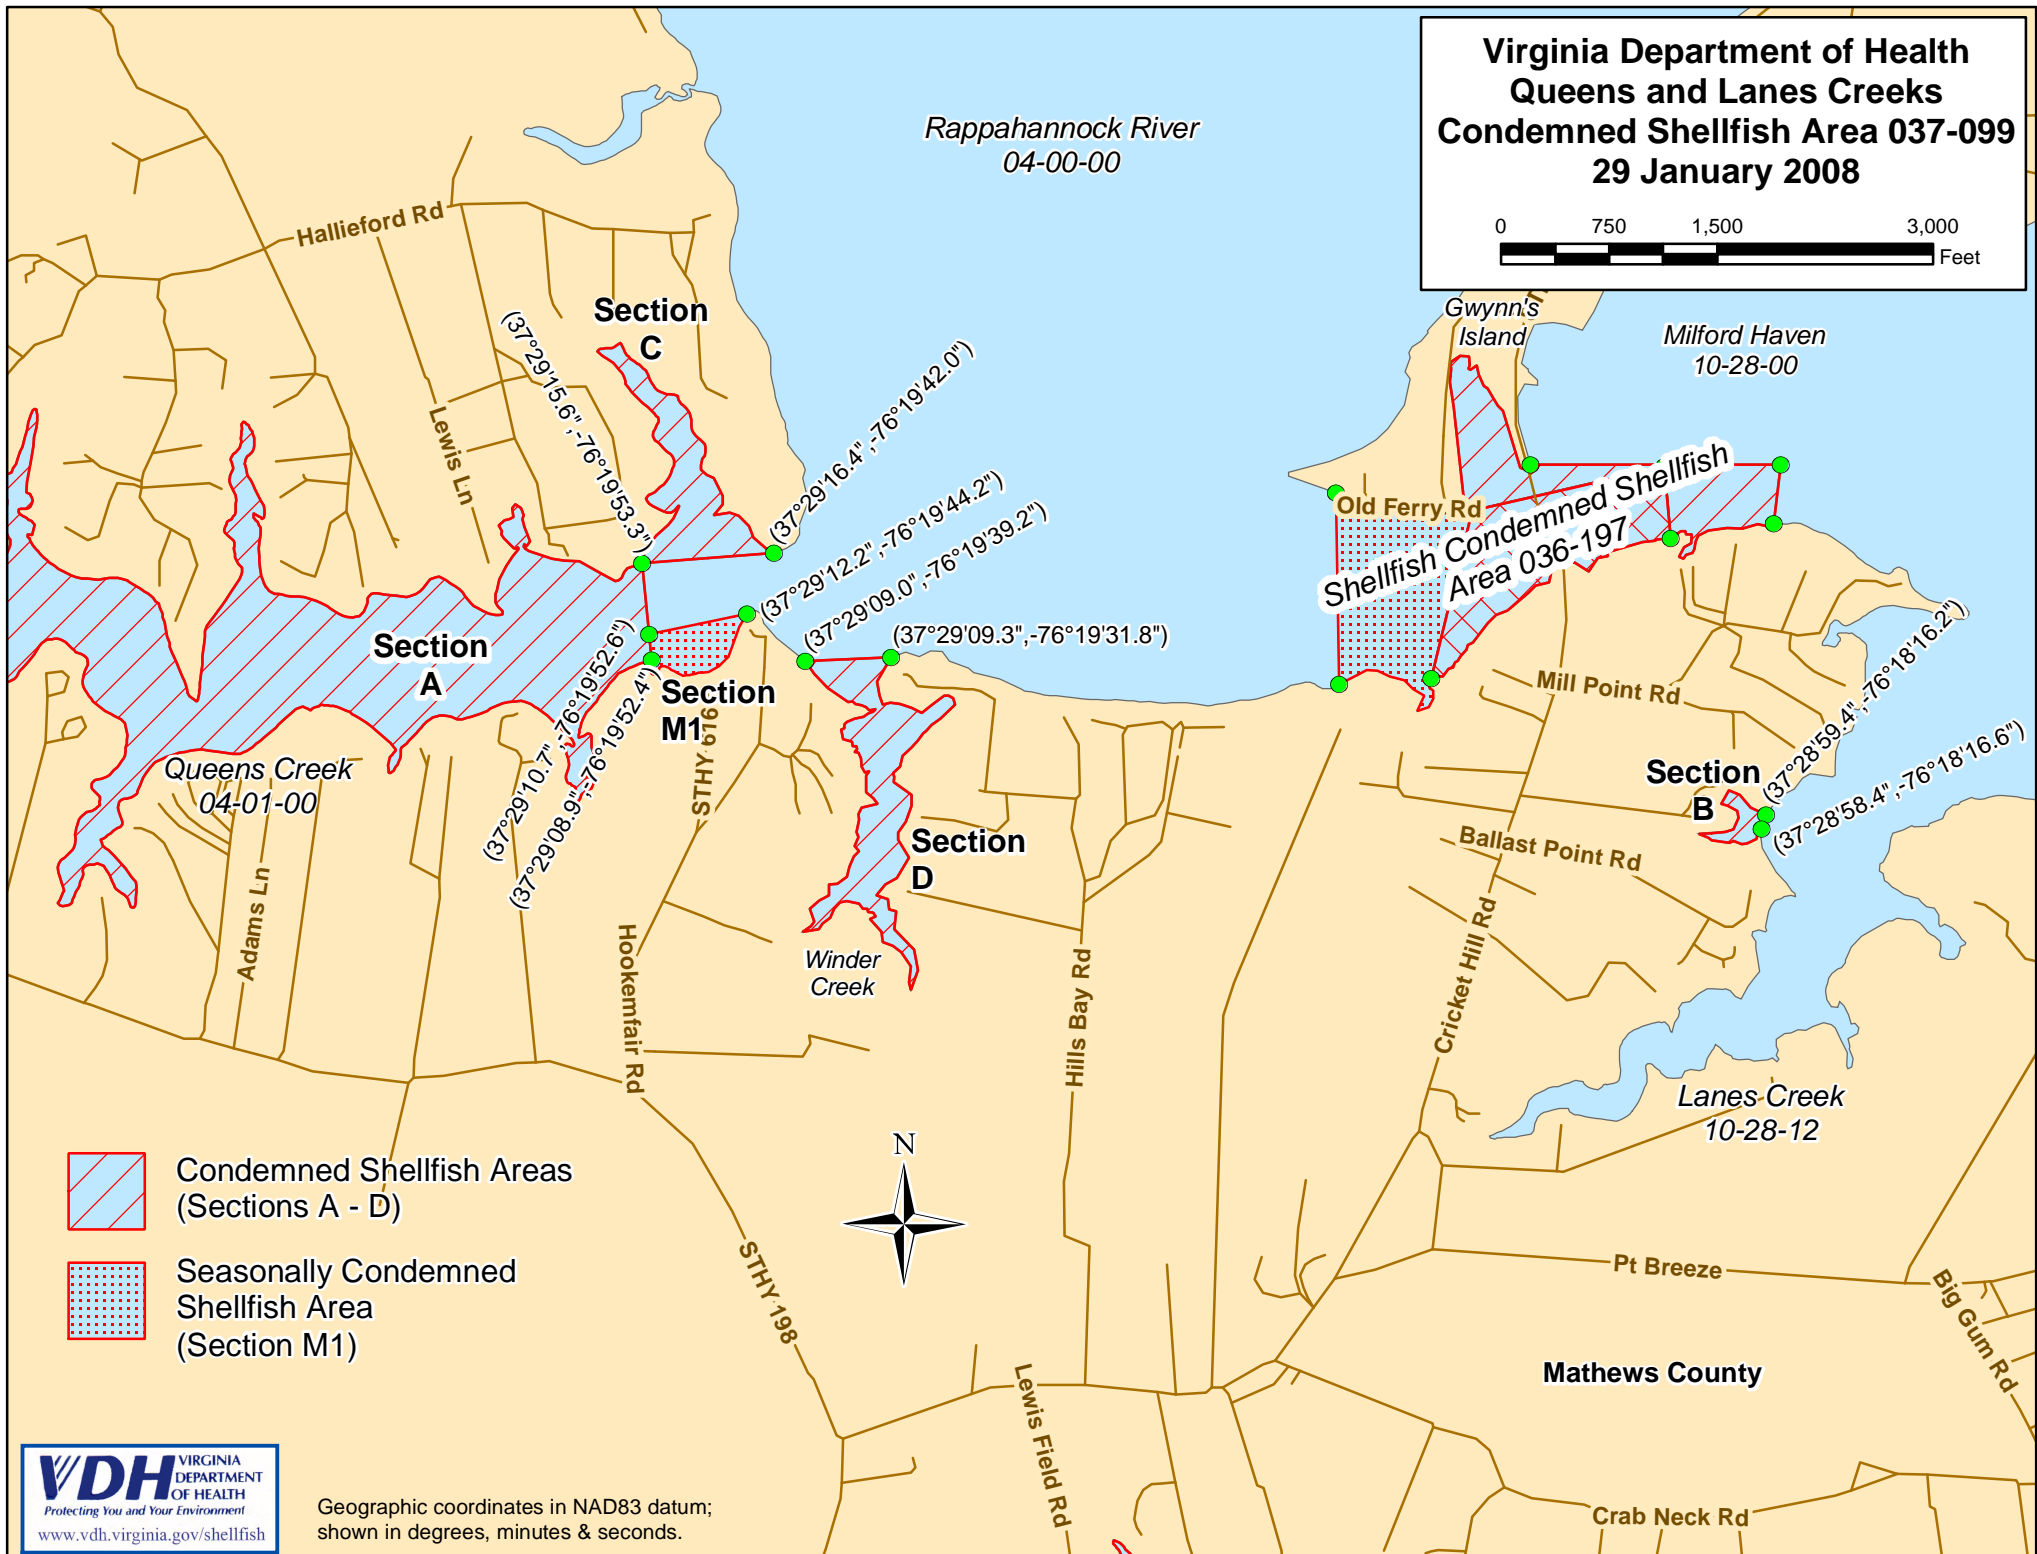 Virginia Department of Health
Queens and Lanes Creeks
Condemned Shellfish Area 037-099
29 January 2008
0 750 1,500 3,000
Feet
Rappahannock River
04-00-00
Hallieford Rd
Section
C
Gwynn's
Island
Milford Haven
10-28-00
(37°29'15.6",-76°19'53.3")
(37°29'16.4",-76°19'42.0")
Lewis Ln
(37°29'12.2",-76°19'44.2")
(37°29'09.0",-76°19'39.2")
(37°29'09.3",-76°19'31.8")
Old Ferry Rd
Shellfish Condemned Shellfish
Area 036-197
Section
A
Section
M1
(37°29'10.7",-76°19'52.6")
(37°29'08.9",-76°19'52.4")
STHY 616
Mill Point Rd
(37°28'59.4",-76°18'16.2")
(37°28'58.4",-76°18'16.6")
Queens Creek
04-01-00
Section
B
Section
D
Ballast Point Rd
Adams Ln
Hookemfair Rd
Winder
Creek
Hills Bay Rd
Cricket Hill Rd
Lanes Creek
10-28-12
N
Condemned Shellfish Areas
(Sections A - D)
Seasonally Condemned
Shellfish Area
(Section M1)
STHY 198
Pt Breeze
Big Gum Rd
Mathews County
Lewis Field Rd
Crab Neck Rd
VDH VIRGINIA
DEPARTMENT
OF HEALTH
Protecting You and Your Environment
www.vdh.virginia.gov/shellfish
Geographic coordinates in NAD83 datum;
shown in degrees, minutes & seconds.